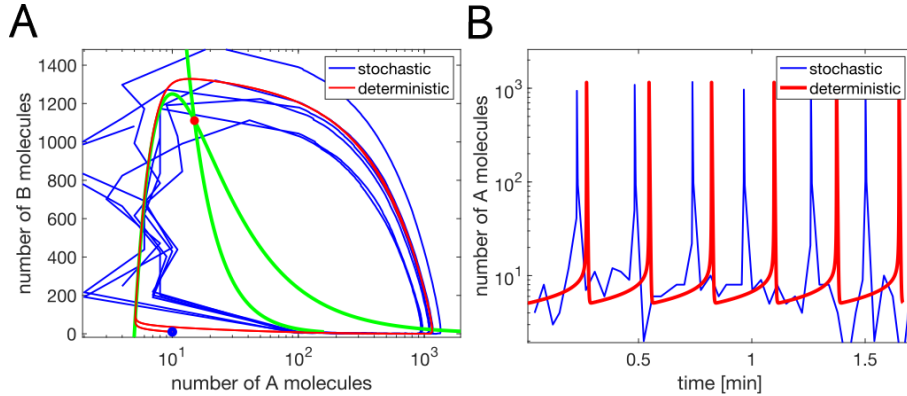 A
B
number of B molecules
1400
1200
1000
800
600
400
200
0
stochastic
deterministic
10¹
10²
10³
number of A molecules
number of A molecules
10³
10²
10¹
stochastic
deterministic
0.5
1
1.5
time [min]